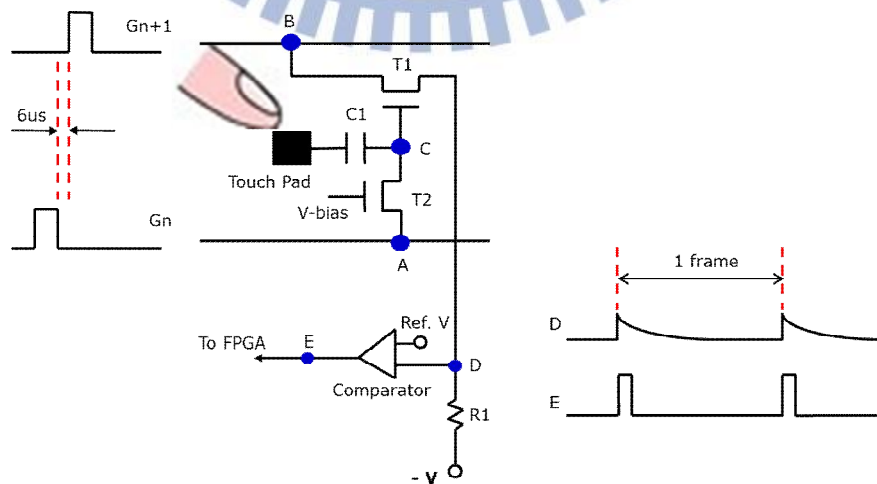 Gn+1
B
T1
6us
C1
C
Touch Pad
T2
V-bias
Gn
A
1 frame
Ref. V
D
To FPGA
E
D
Comparator
R1
E
- V